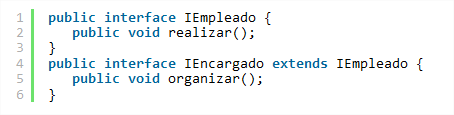 1 public interface IEmpleado {
2 public void realizar();
3 }
4 public interface IEncargado extends IEmpleado {
5 public void organizar();
6 }